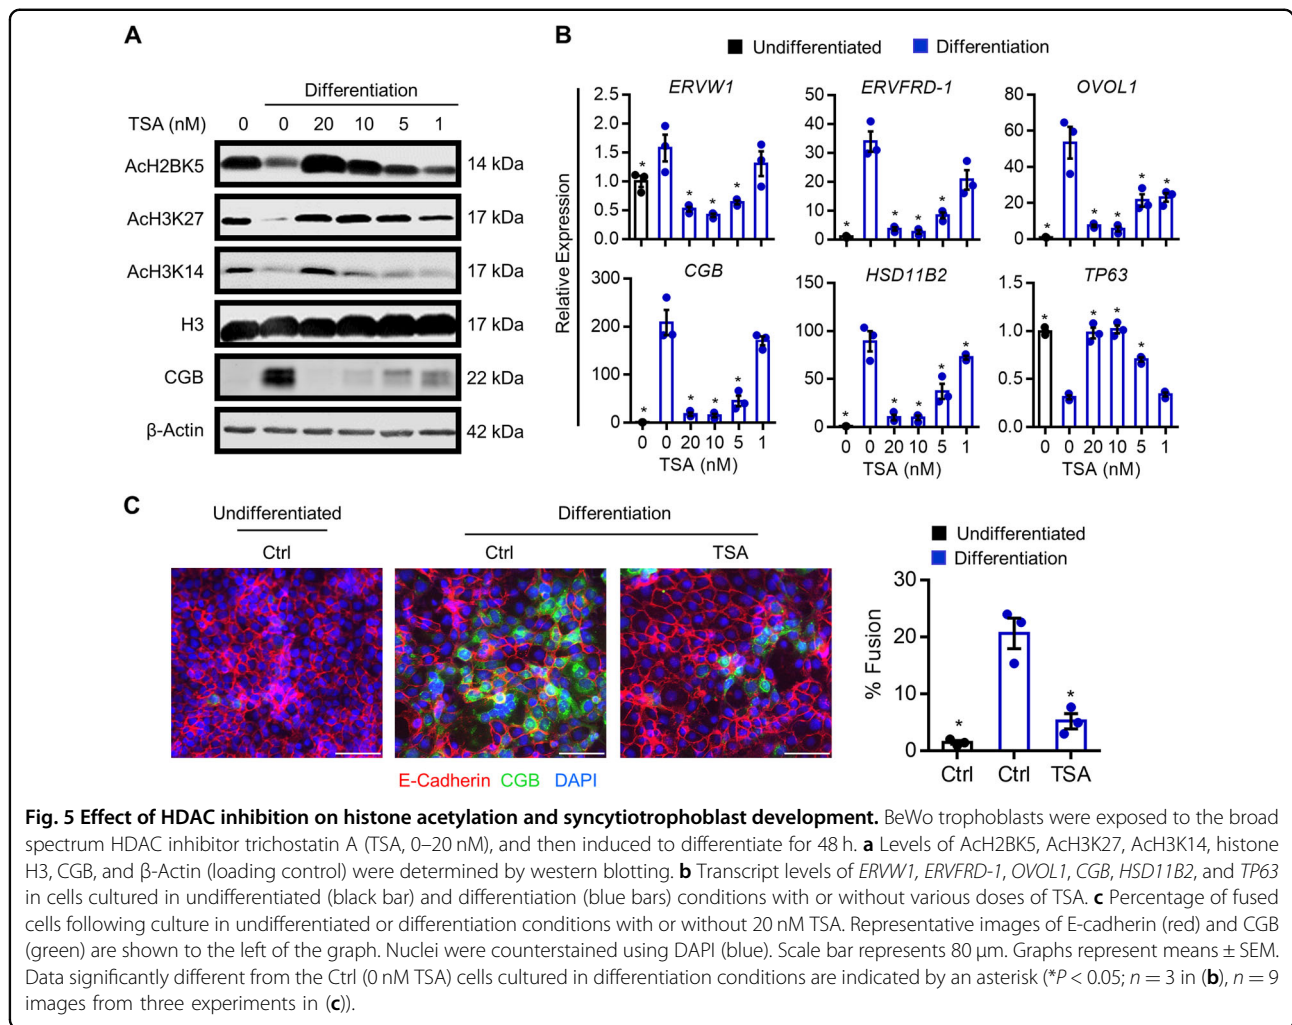 A
Differentiation
TSA (nM) 0 0 20 10 5 1
AcH2BK5 14 kDa
AcH3K27 17 kDa
AcH3K14 17 kDa
H3 17 kDa
CGB 22 kDa
β-Actin 42 kDa
B
Undifferentiated Differentiation
Relative Expression
ERVW1
2.5
2.0
1.5
1.0
0.5
0.0
* * * *
ERVFRD-1
50
40
30
20
10
0
* * * *
OVOL1
80
60
40
20
0
* * * * *
CGB
300
200
100
0
* * * *
0 0 20 10 5 1
TSA (nM)
HSD11B2
150
100
50
0
* * * * *
0 0 20 10 5 1
TSA (nM)
TP63
1.5
1.0
0.5
0.0
* * * *
0 0 20 10 5 1
TSA (nM)
C
Undifferentiated Differentiation
Ctrl Ctrl TSA
E-Cadherin CGB DAPI
Undifferentiated
Differentiation
% Fusion
30
20
10
0
* *
Ctrl Ctrl TSA
Fig. 5 Effect of HDAC inhibition on histone acetylation and syncytiotrophoblast development. BeWo trophoblasts were exposed to the broad
spectrum HDAC inhibitor trichostatin A (TSA, 0–20 nM), and then induced to differentiate for 48 h. a Levels of AcH2BK5, AcH3K27, AcH3K14, histone
H3, CGB, and β-Actin (loading control) were determined by western blotting. b Transcript levels of ERVW1, ERVFRD-1, OVOL1, CGB, HSD11B2, and TP63
in cells cultured in undifferentiated (black bar) and differentiation (blue bars) conditions with or without various doses of TSA. c Percentage of fused
cells following culture in undifferentiated or differentiation conditions with or without 20 nM TSA. Representative images of E-cadherin (red) and CGB
(green) are shown to the left of the graph. Nuclei were counterstained using DAPI (blue). Scale bar represents 80 μm. Graphs represent means ± SEM.
Data significantly different from the Ctrl (0 nM TSA) cells cultured in differentiation conditions are indicated by an asterisk (*P < 0.05; n = 3 in (b), n = 9
images from three experiments in (c)).